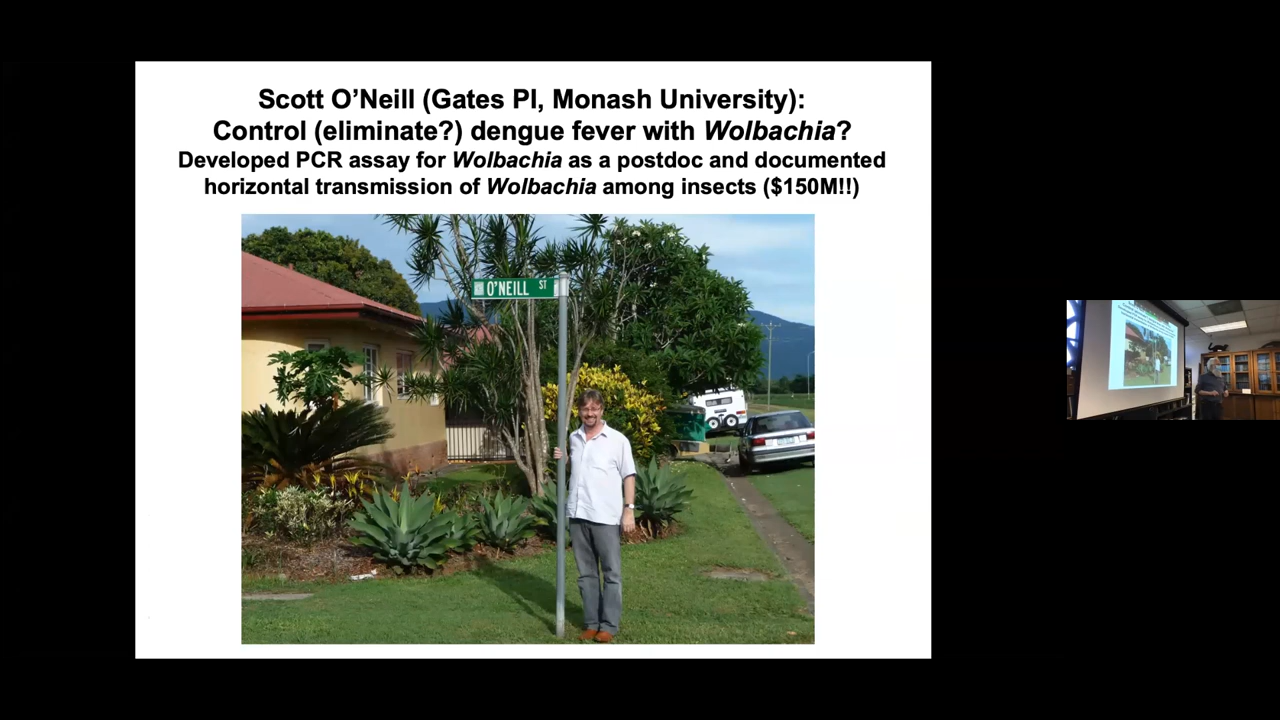 Scott O’Neill (Gates PI, Monash University):
Control (eliminate?) dengue fever with Wolbachia?
Developed PCR assay for Wolbachia as a postdoc and documented
horizontal transmission of Wolbachia among insects ($150M!!)
O'NEILL ST